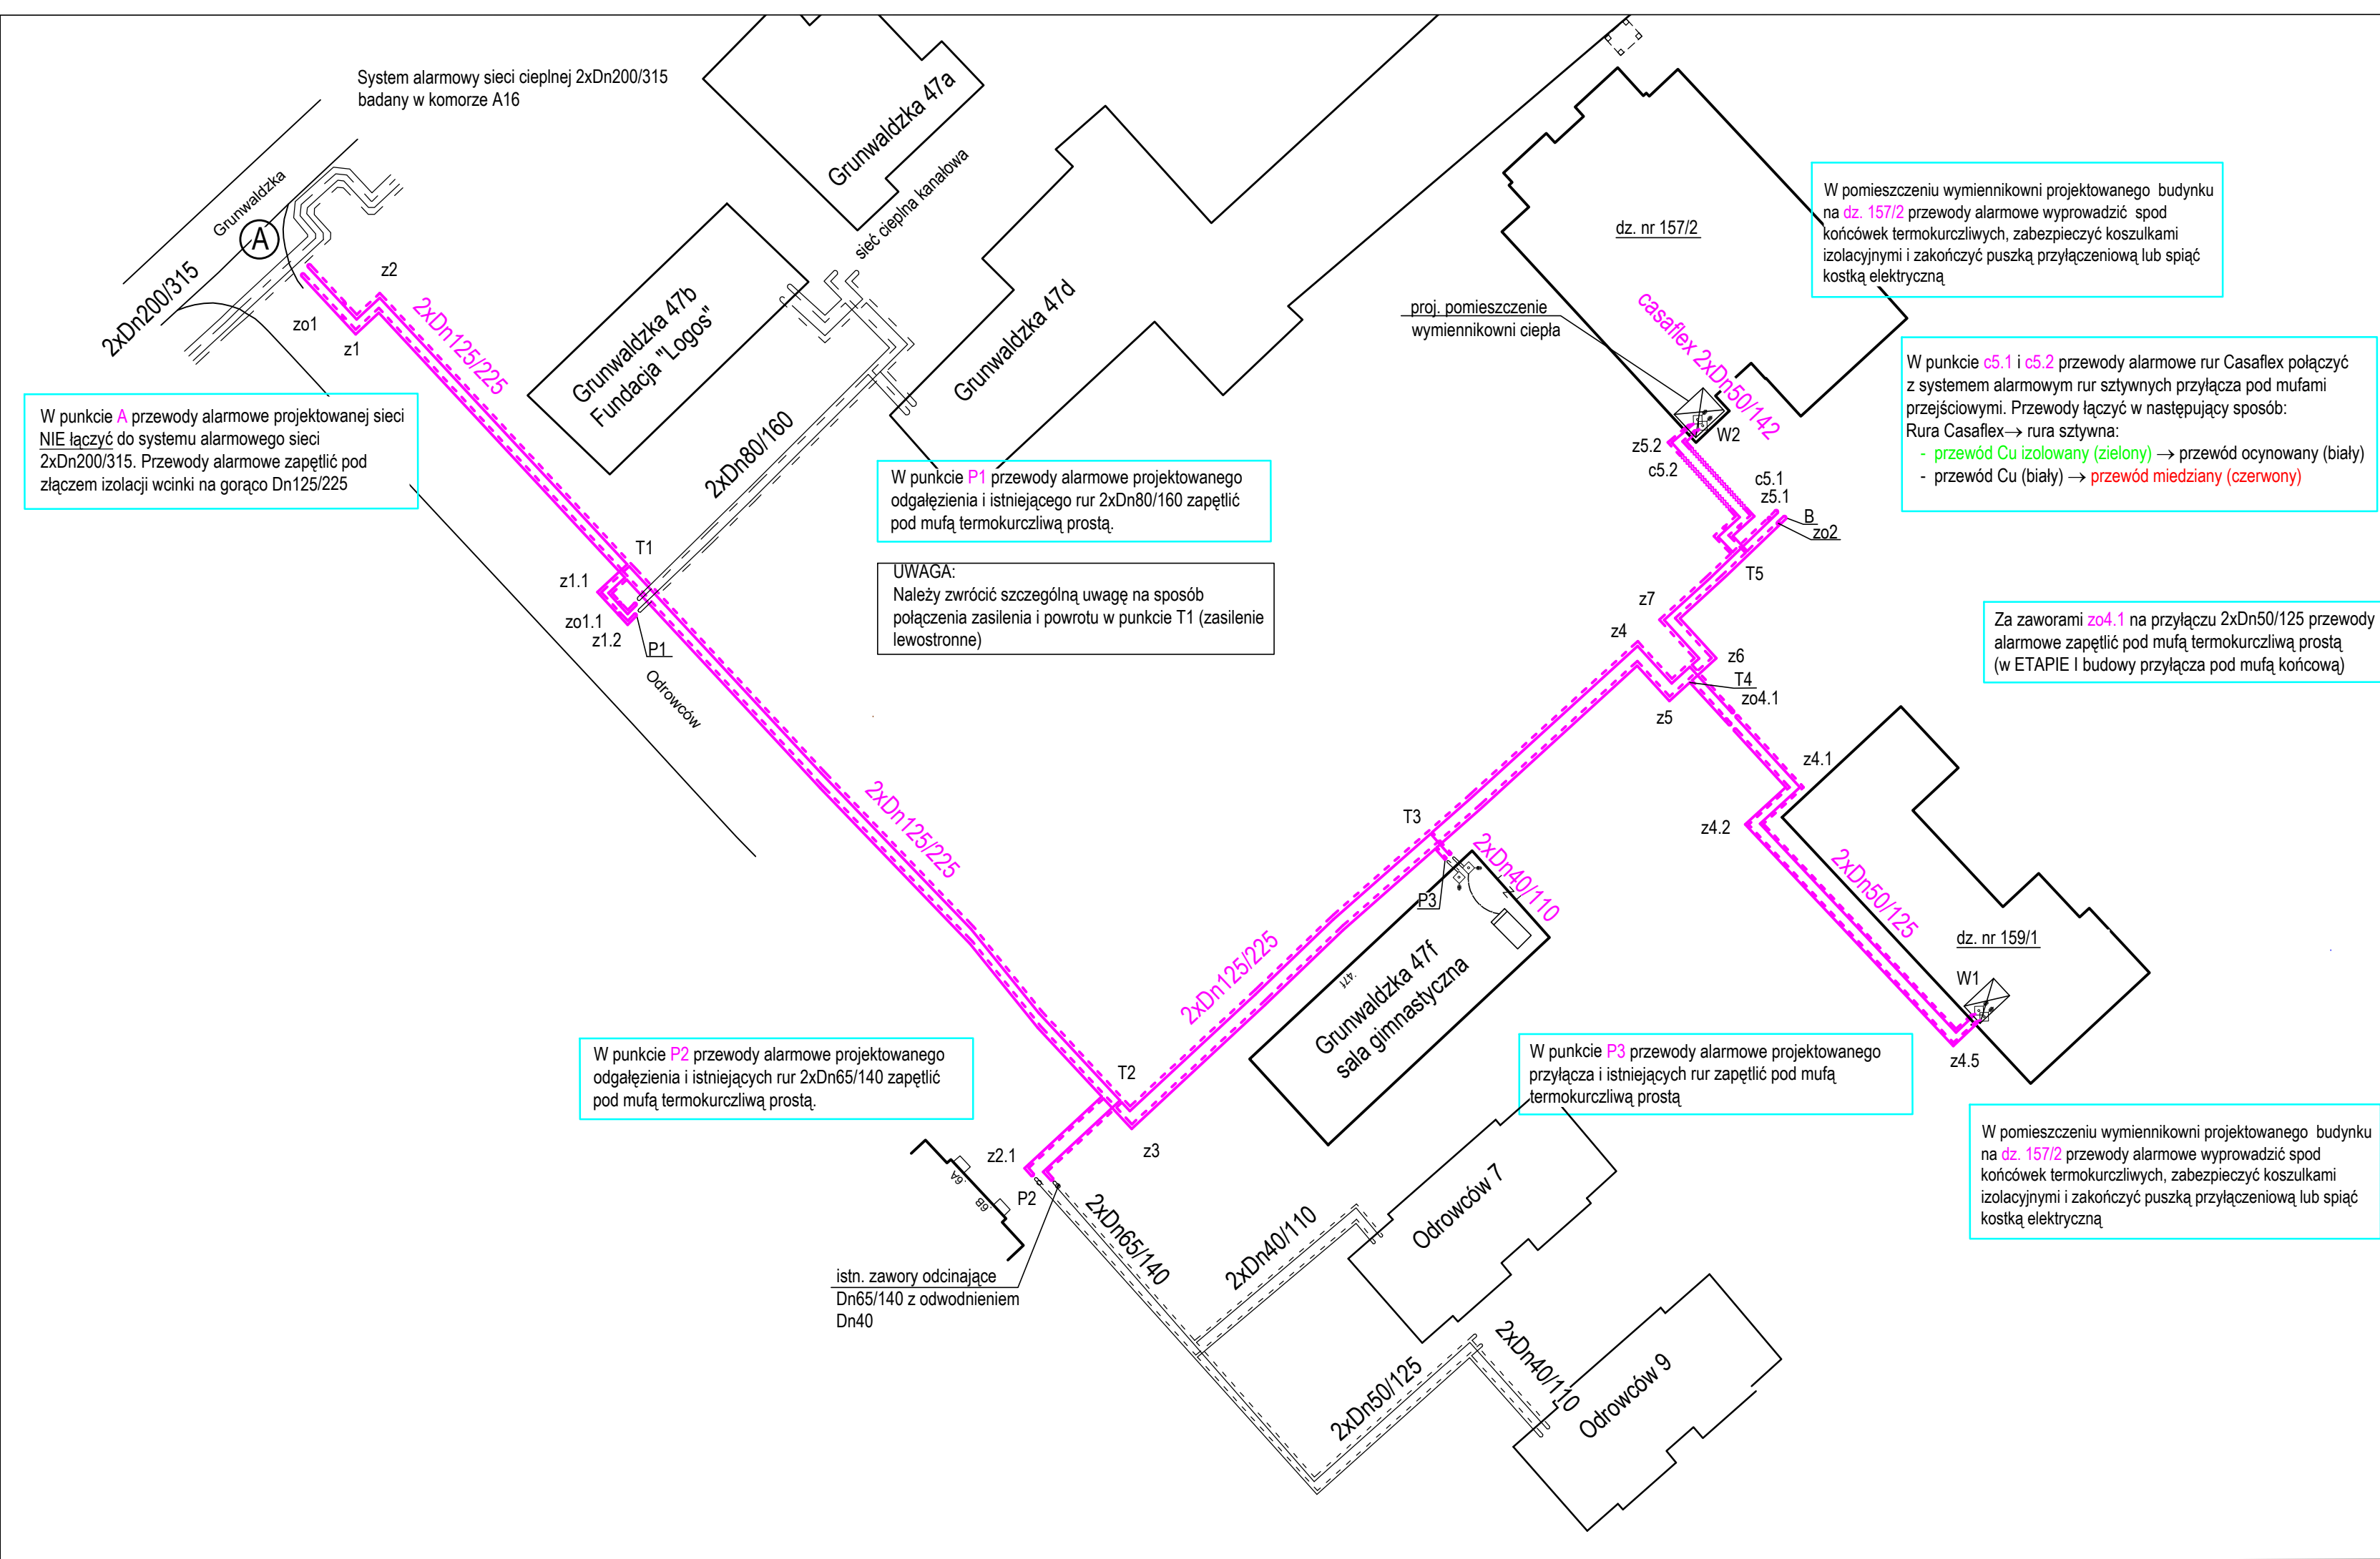 System alarmowy sieci cieplnej 2xDn200/315
badany w komorze A16
Grunwaldzka
A
2xDn200/315
zo1
z1
z2
2xDn125/225
Grunwaldzka 47a
sieć cieplna kanałowa
Grunwaldzka 47b
Fundacja "Logos"
Grunwaldzka 47d
2xDn80/160
W punkcie A przewody alarmowe projektowanej sieci
NIE łączyć do systemu alarmowego sieci
2xDn200/315. Przewody alarmowe zapętlić pod
złączem izolacji wcinki na gorąco Dn125/225
W punkcie P1 przewody alarmowe projektowanego
odgałęzienia i istniejącego rur 2xDn80/160 zapętlić
pod mufą termokurczliwą prostą.
UWAGA:
Należy zwrócić szczególną uwagę na sposób
połączenia zasilenia i powrotu w punkcie T1 (zasilenie
lewostronne)
dz. nr 157/2
proj. pomieszczenie
wymiennikowni ciepła
casaflex 2xDn50/142
W2
z5.2
c5.2
c5.1
z5.1
B
zo2
T5
W pomieszczeniu wymiennikowni projektowanego budynku
na dz. 157/2 przewody alarmowe wyprowadzić spod
końcówek termokurczliwych, zabezpieczyć koszulkami
izolacyjnymi i zakończyć puszką przyłączeniową lub spiąć
kostką elektryczną
W punkcie c5.1 i c5.2 przewody alarmowe rur Casaflex połączyć
z systemem alarmowym rur sztywnych przyłącza pod mufami
przejściowymi. Przewody łączyć w następujący sposób:
Rura Casaflex→ rura sztywna:
- przewód Cu izolowany (zielony) → przewód ocynowany (biały)
- przewód Cu (biały) → przewód miedziany (czerwony)
Za zaworami zo4.1 na przyłączu 2xDn50/125 przewody
alarmowe zapętlić pod mufą termokurczliwą prostą
(w ETAPIE I budowy przyłącza pod mufą końcową)
T1
z1.1
zo1.1
z1.2
P1
Odrowców
z7
z4
z6
T4
zo4.1
z5
z4.1
z4.2
2xDn50/125
dz. nr 159/1
W1
z4.5
2xDn125/225
T3
2xDn40/110
P3
2xDn125/225
47f
Grunwaldzka 47f
sala gimnastyczna
W punkcie P2 przewody alarmowe projektowanego
odgałęzienia i istniejących rur 2xDn65/140 zapętlić
pod mufą termokurczliwą prostą.
T2
z3
z2.1
P2
6A
6B
W punkcie P3 przewody alarmowe projektowanego
przyłącza i istniejących rur zapętlić pod mufą
termokurczliwą prostą
W pomieszczeniu wymiennikowni projektowanego budynku
na dz. 157/2 przewody alarmowe wyprowadzić spod
końcówek termokurczliwych, zabezpieczyć koszulkami
izolacyjnymi i zakończyć puszką przyłączeniową lub spiąć
kostką elektryczną
istn. zawory odcinające
Dn65/140 z odwodnieniem
Dn40
2xDn65/140
2xDn40/110
Odrowców 7
2xDn50/125
2xDn40/110
Odrowców 9